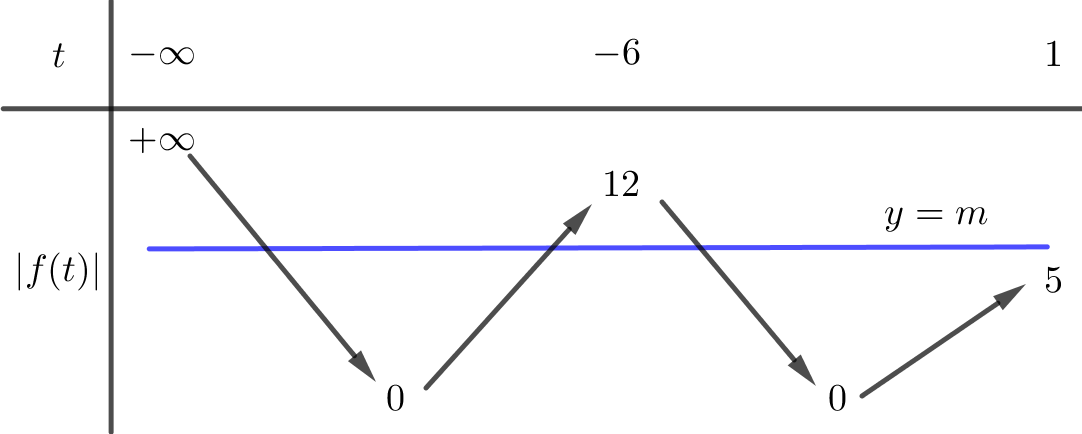 t −∞ −6 1
+∞
12
y = m
|f(t)|
5
0 0